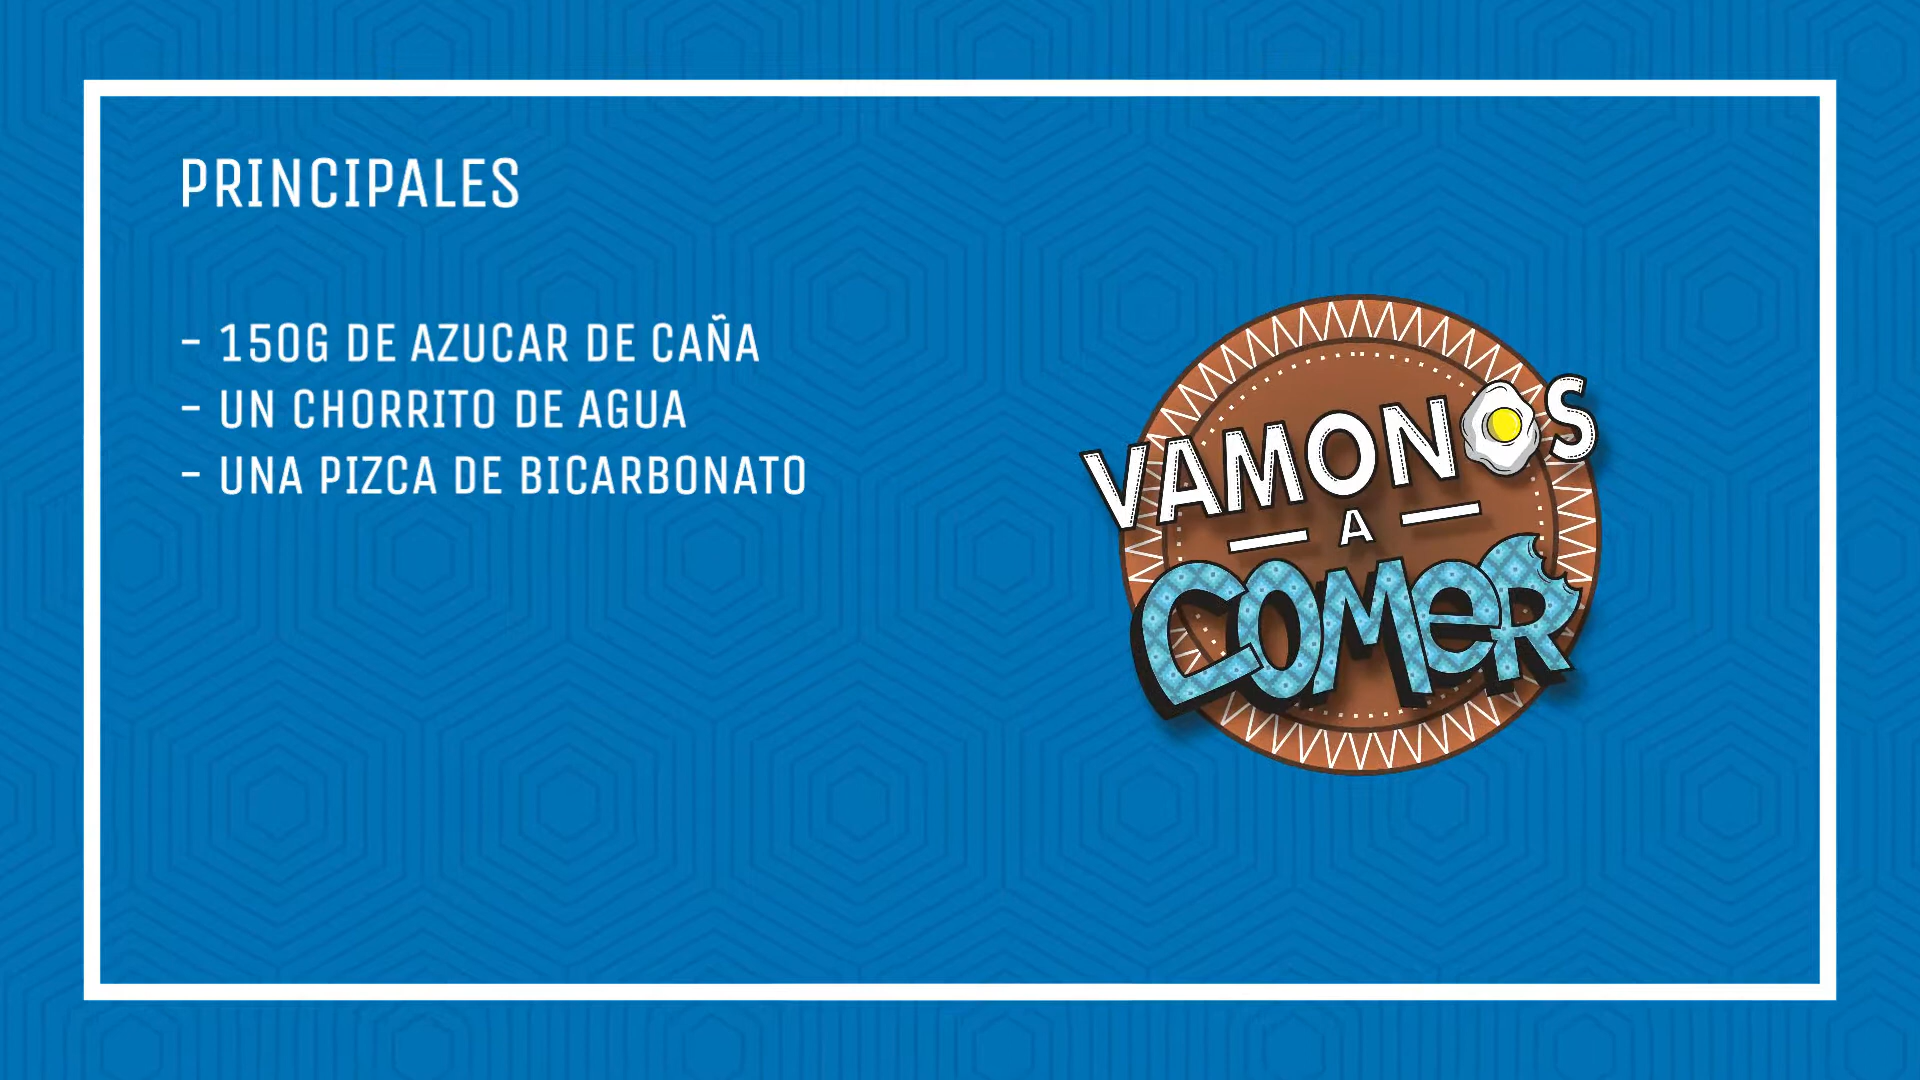 PRINCIPALES
- 150G DE AZUCAR DE CAÑA
- UN CHORRITO DE AGUA
- UNA PIZCA DE BICARBONATO
VAMONOS
A
COMER